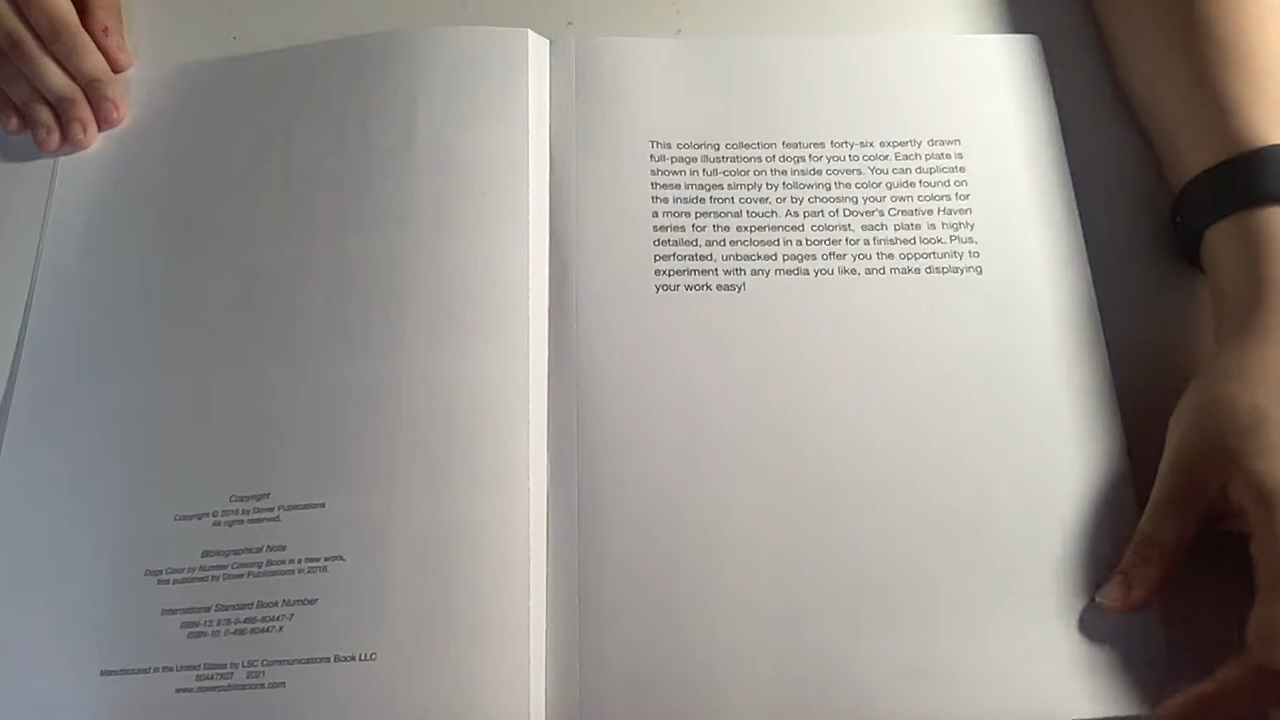 Copyright
Copyright © 2016 by Dover Publications
All rights reserved.
Bibliographical Note
Dogs Color by Number Coloring Book is a new work,
first published by Dover Publications in 2016.
International Standard Book Number
ISBN-13: 978-0-486-80447-7
ISBN-10: 0-486-80447-X
Manufactured in the United States by LSC Communications Book LLC
2021
www.doverpublications.com
This coloring collection features forty-six expertly drawn
full-page illustrations of dogs for you to color. Each plate is
shown in full-color on the inside covers. You can duplicate
these images simply by following the color guide found on
the inside front cover, or by choosing your own colors for
a more personal touch. As part of Dover's Creative Haven
series for the experienced colorist, each plate is highly
detailed, and enclosed in a border for a finished look. Plus,
perforated, unbacked pages offer you the opportunity to
experiment with any media you like, and make displaying
your work easy!